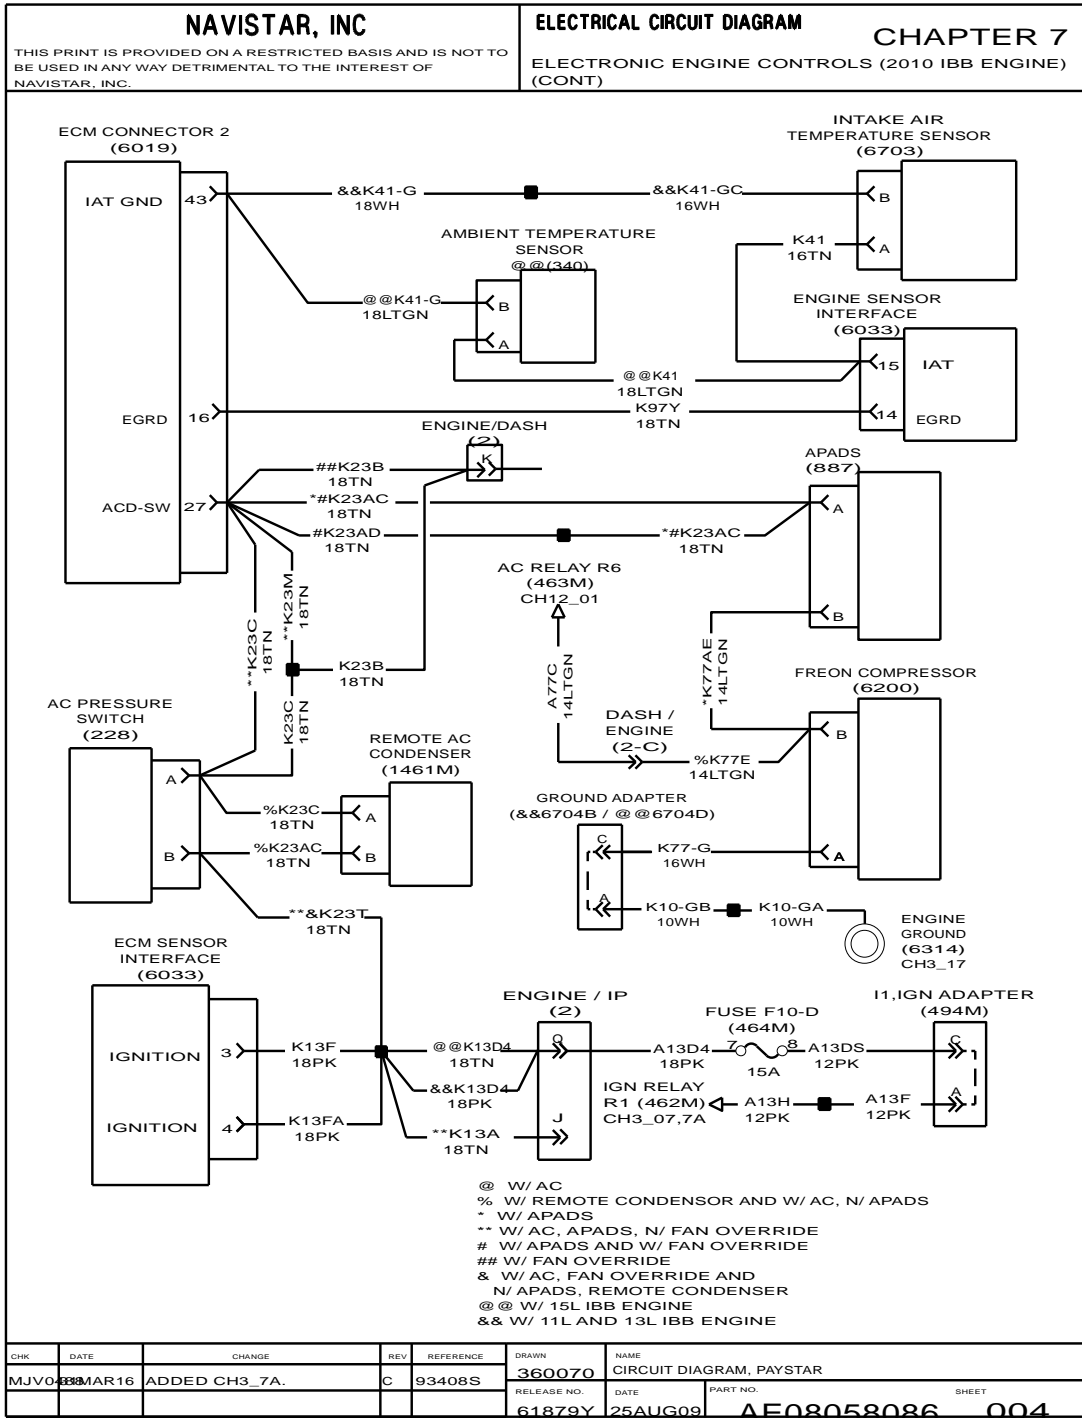 NAVISTAR, INC
THIS PRINT IS PROVIDED ON A RESTRICTED BASIS AND IS NOT TO
BE USED IN ANY WAY DETRIMENTAL TO THE INTEREST OF
NAVISTAR, INC.
ELECTRICAL CIRCUIT DIAGRAM
CHAPTER 7
ELECTRONIC ENGINE CONTROLS (2010 IBB ENGINE)
(CONT)
ECM CONNECTOR 2
(6019)
IAT GND
43
EGRD
16
ACD-SW
27
&&K41-G
18WH
&&K41-GC
16WH
INTAKE AIR
TEMPERATURE SENSOR
(6703)
B
A
K41
16TN
AMBIENT TEMPERATURE
SENSOR
@@(340)
B
A
@@K41-G
18LTGN
@@K41
18LTGN
ENGINE SENSOR
INTERFACE
(6033)
15
IAT
14
EGRD
K97Y
18TN
ENGINE/DASH
(2)
K
##K23B
18TN
*#K23AC
18TN
#K23AD
18TN
*#K23AC
18TN
APADS
(887)
A
B
**K23C
18TN
**K23M
18TN
K23B
18TN
K23C
18TN
AC RELAY R6
(463M)
CH12_01
A77C
14LTGN
*K77AE
14LTGN
DASH /
ENGINE
(2-C)
%K77E
14LTGN
FREON COMPRESSOR
(6200)
B
A
AC PRESSURE
SWITCH
(228)
A
B
REMOTE AC
CONDENSER
(1461M)
A
B
%K23C
18TN
%K23AC
18TN
**&K23T
18TN
GROUND ADAPTER
(&&6704B / @@6704D)
C
A
K77-G
16WH
K10-GB
10WH
K10-GA
10WH
ENGINE
GROUND
(6314)
CH3_17
ECM SENSOR
INTERFACE
(6033)
IGNITION
3
IGNITION
4
K13F
18PK
K13FA
18PK
@@K13D4
18TN
&&K13D4
18PK
**K13A
18TN
ENGINE / IP
(2)
J
A13D4
18PK
FUSE F10-D
(464M)
7
8
15A
A13DS
12PK
I1,IGN ADAPTER
(494M)
C
A
IGN RELAY
R1 (462M)
CH3_07,7A
A13H
12PK
A13F
12PK
@ W/ AC
% W/ REMOTE CONDENSOR AND W/ AC, N/ APADS
* W/ APADS
** W/ AC, APADS, N/ FAN OVERRIDE
# W/ APADS AND W/ FAN OVERRIDE
## W/ FAN OVERRIDE
& W/ AC, FAN OVERRIDE AND
N/ APADS, REMOTE CONDENSER
@@ W/ 15L IBB ENGINE
&& W/ 11L AND 13L IBB ENGINE
CHK
DATE
CHANGE
REV
REFERENCE
ADDED CH3_7A.
C
93408S
DRAWN
360070
NAME
CIRCUIT DIAGRAM, PAYSTAR
RELEASE NO.
61879Y
DATE
25AUG09
PART NO.
AF08058086
SHEET
004